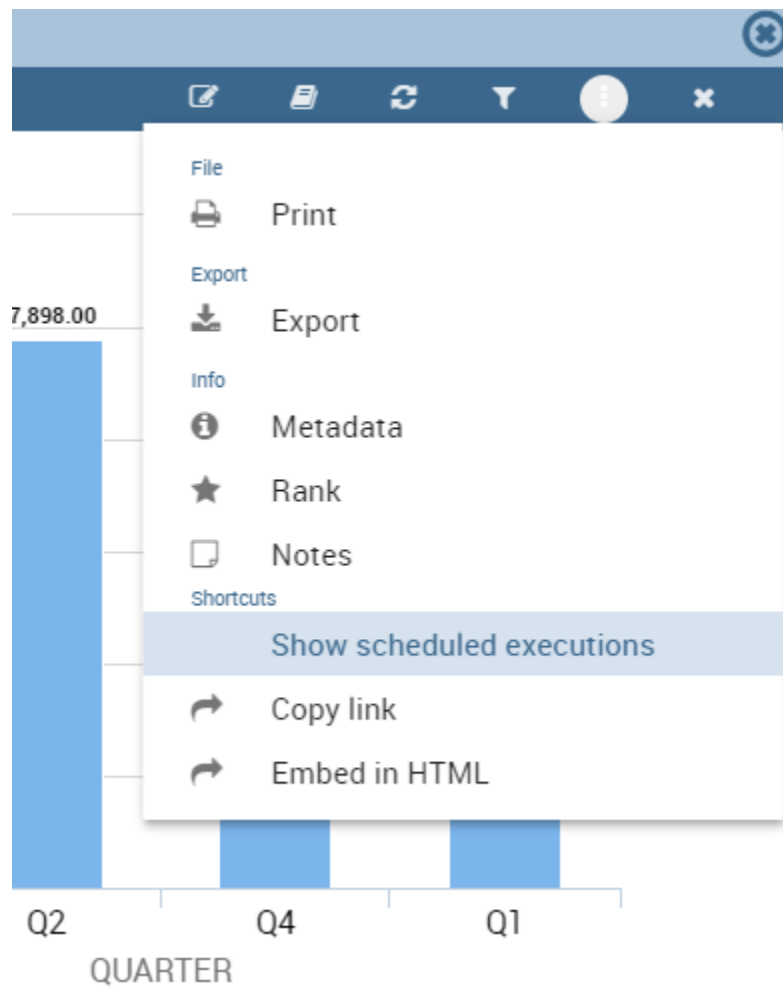 File
Print
Export
7,898.00
Export
Info
Metadata
Rank
Notes
Shortcuts
Show scheduled executions
Copy link
Embed in HTML
Q2 Q4 Q1
QUARTER